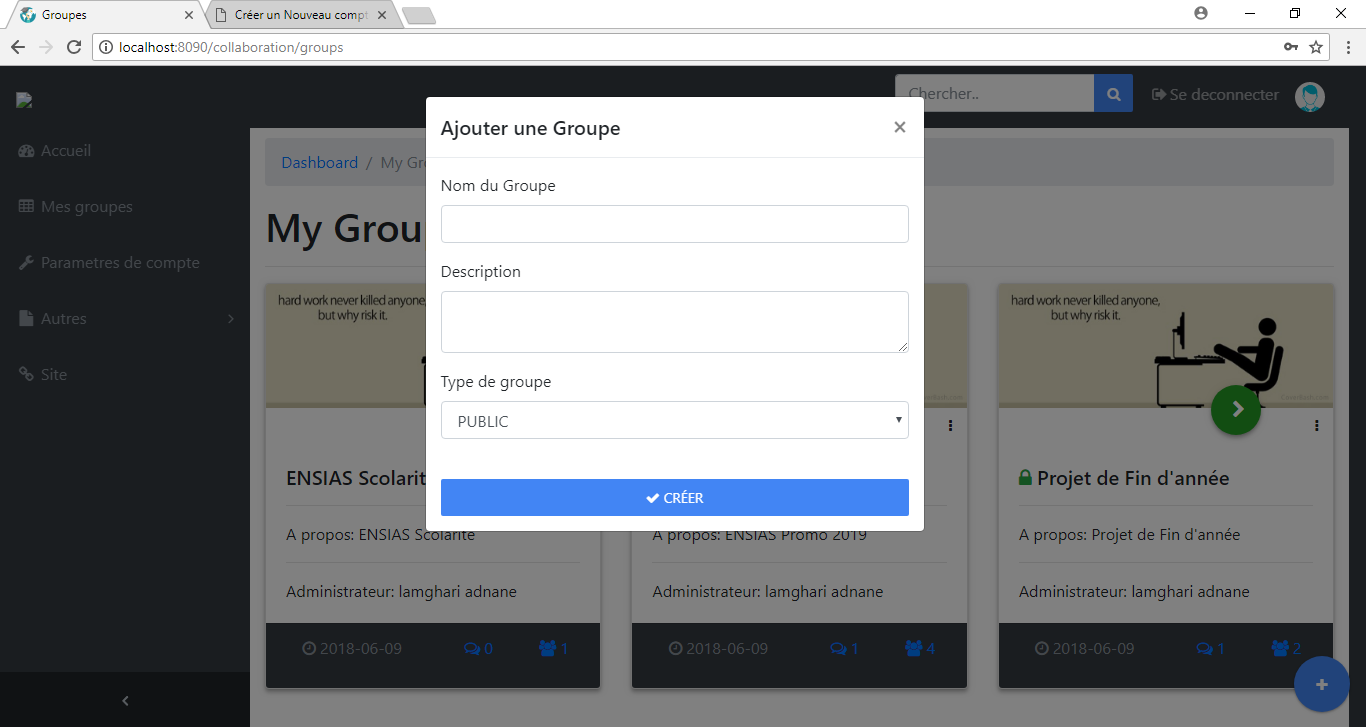 Groupes
Créer un Nouveau compt
localhost:8090/collaboration/groups
Chercher..
Se deconnecter
Accueil
Mes groupes
Parametres de compte
Autres
Site
Dashboard / My Gr
My Grou
Ajouter une Groupe ×
Nom du Groupe
Description
Type de groupe
PUBLIC
CRÉER
hard work never killed anyone,
but why risk it.
hard work never killed anyone,
but why risk it.
ENSIAS Scolarit
A propos: ENSIAS Scolarite
Administrateur: lamghari adnane
2018-06-09 0 1
A propos: ENSIAS Promo 2019
Administrateur: lamghari adnane
2018-06-09 1 4
Projet de Fin d'année
A propos: Projet de Fin d'année
Administrateur: lamghari adnane
2018-06-09 1 2
+